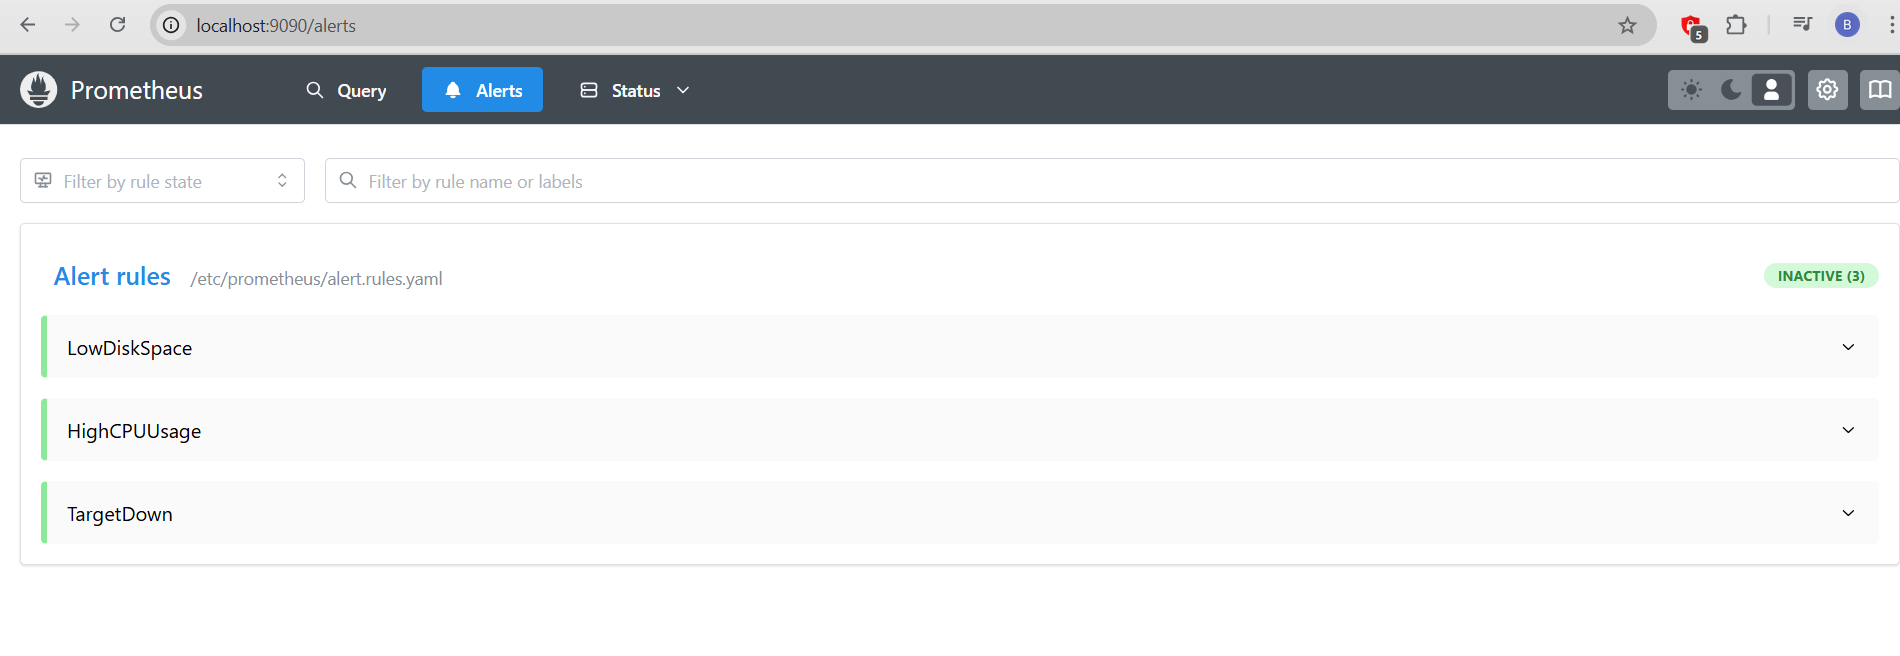 localhost:9090/alerts
5
B
Prometheus
Query
Alerts
Status
Filter by rule state
Filter by rule name or labels
Alert rules /etc/prometheus/alert.rules.yaml
INACTIVE (3)
LowDiskSpace
HighCPUUsage
TargetDown